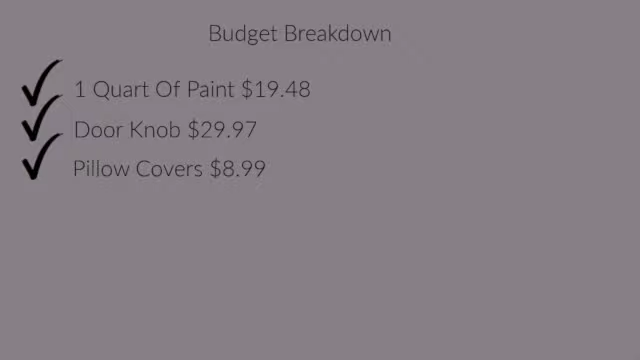 Budget Breakdown
1 Quart Of Paint $19.48
Door Knob $29.97
Pillow Covers $8.99